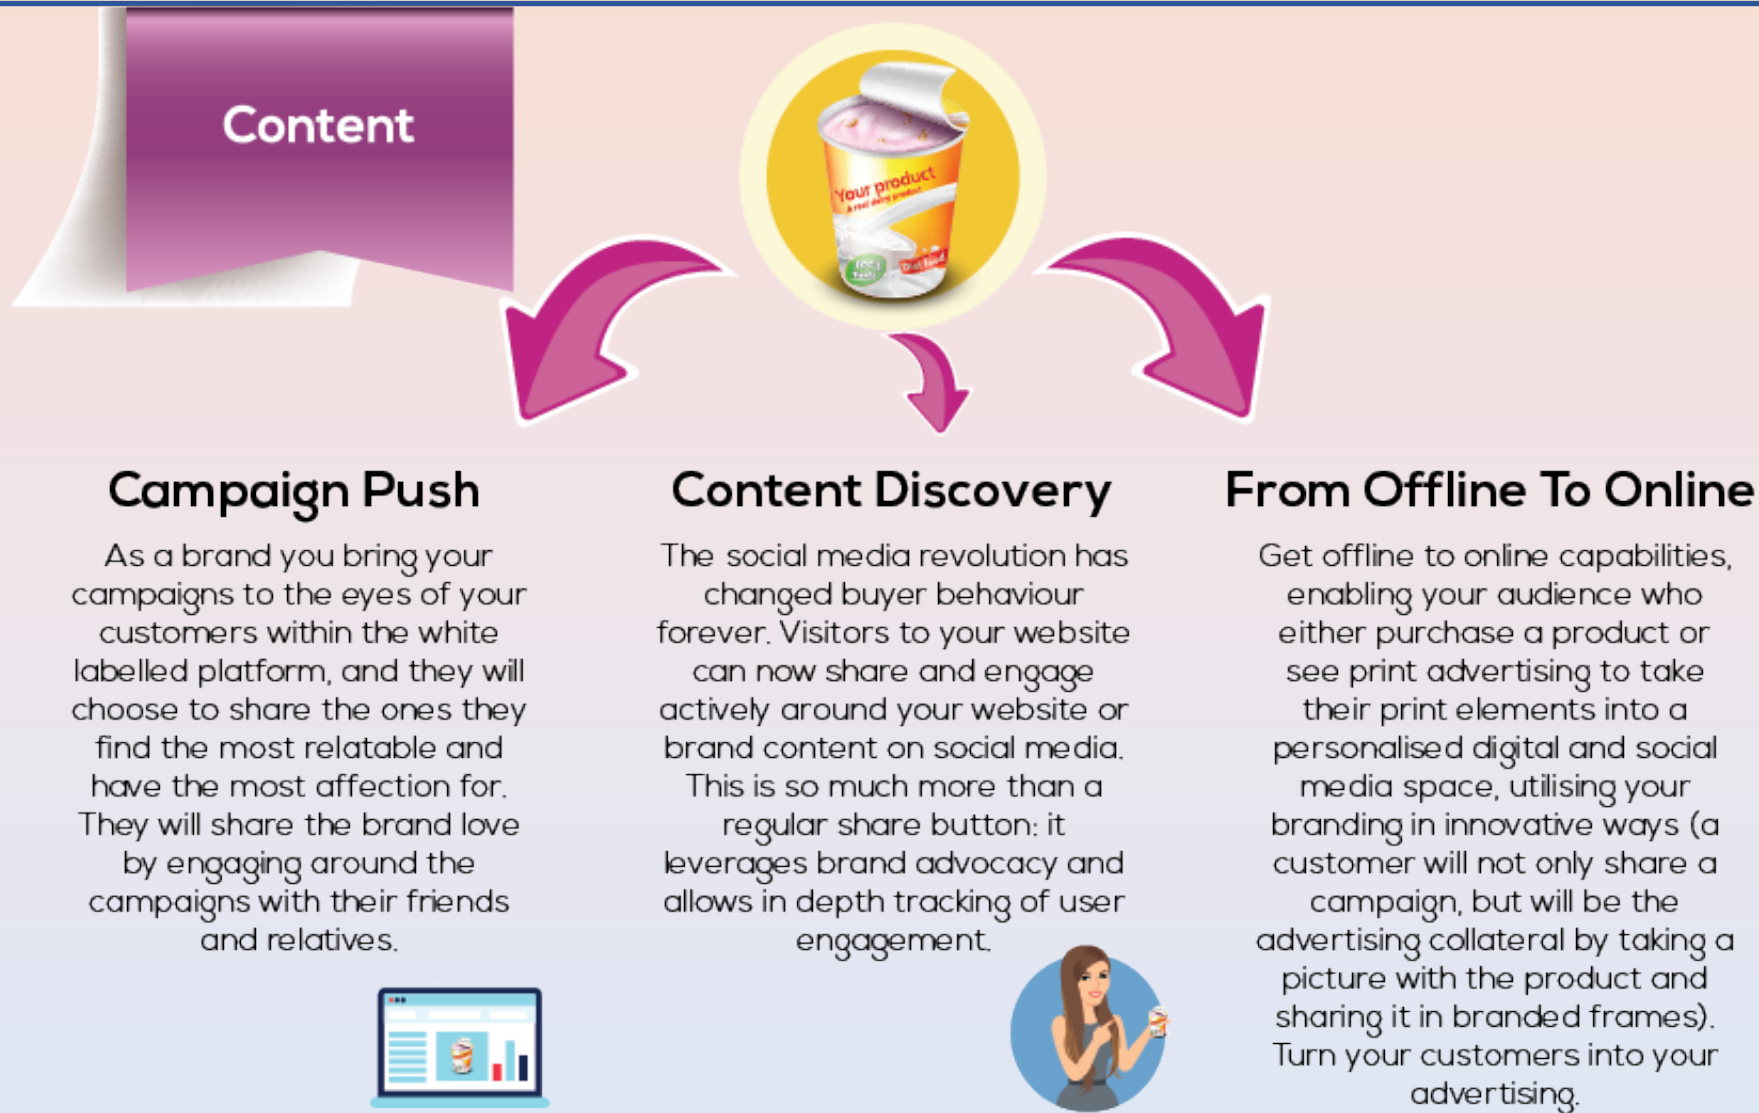 Content
Your product
A real dairy product
Diet food
Campaign Push
As a brand you bring your
campaigns to the eyes of your
customers within the white
labelled platform, and they will
choose to share the ones they
find the most relatable and
have the most affection for.
They will share the brand love
by engaging around the
campaigns with their friends
and relatives.
Content Discovery
The social media revolution has
changed buyer behaviour
forever. Visitors to your website
can now share and engage
actively around your website or
brand content on social media.
This is so much more than a
regular share button: it
leverages brand advocacy and
allows in depth tracking of user
engagement.
From Offline To Online
Get offline to online capabilities,
enabling your audience who
either purchase a product or
see print advertising to take
their print elements into a
personalised digital and social
media space, utilising your
branding in innovative ways (a
customer will not only share a
campaign, but will be the
advertising collateral by taking a
picture with the product and
sharing it in branded frames).
Turn your customers into your
advertising.